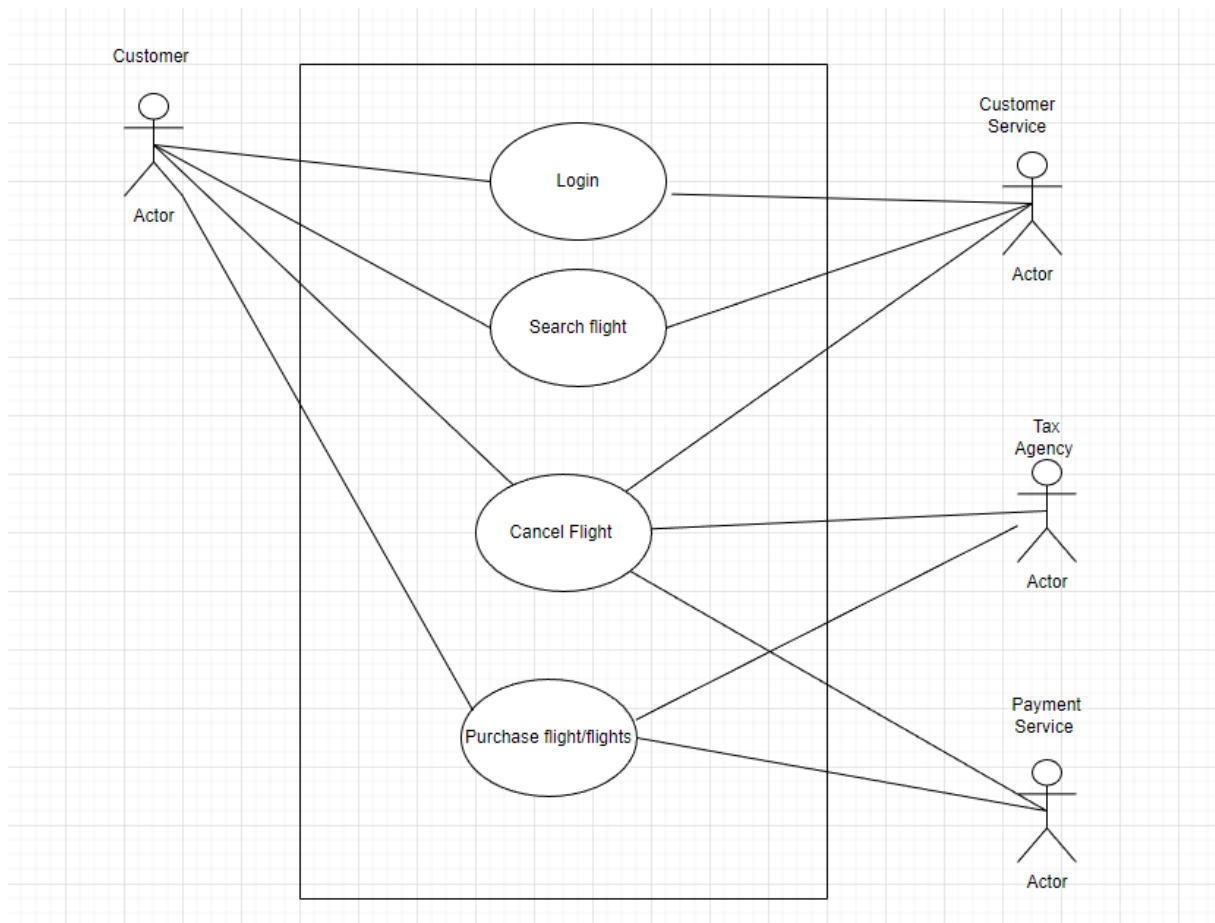 Customer
Actor
Login
Search flight
Cancel Flight
Purchase flight/flights
Customer
Service
Actor
Tax
Agency
Actor
Payment
Service
Actor